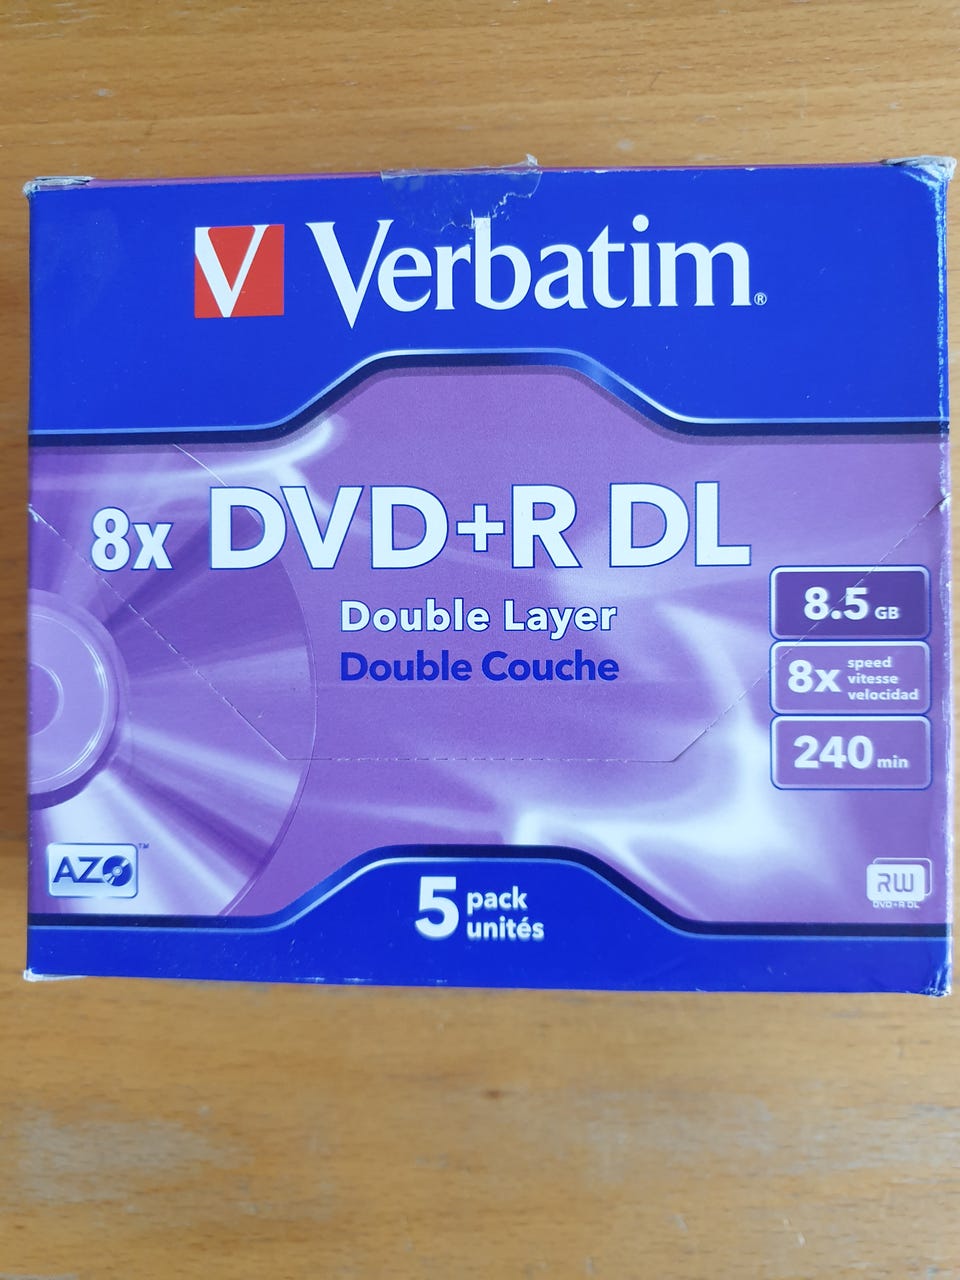 V Verbatim®
8x DVD+R DL
Double Layer
Double Couche
8.5 GB
8x speed
vitesse
velocidad
240 min
AZO™
5 pack
unités
RW
DVD+R DL